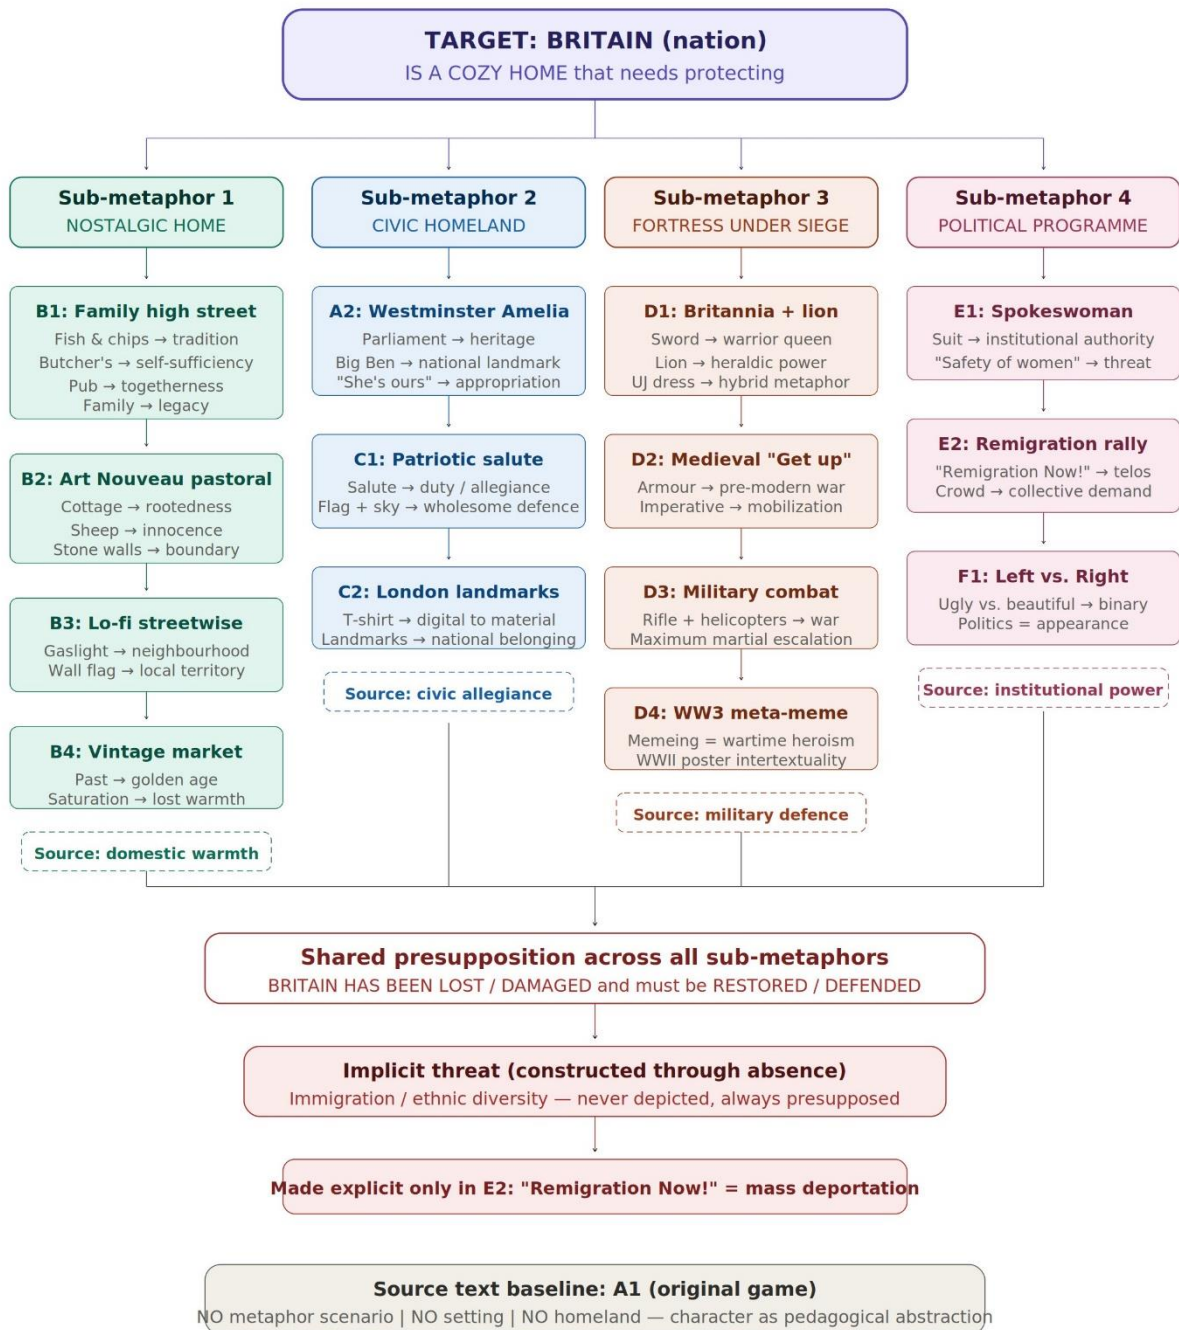 TARGET: BRITAIN (nation)
IS A COZY HOME that needs protecting
Sub-metaphor 1
NOSTALGIC HOME
B1: Family high street
Fish & chips → tradition
Butcher's → self-sufficiency
Pub → togetherness
Family → legacy
B2: Art Nouveau pastoral
Cottage → rootedness
Sheep → innocence
Stone walls → boundary
B3: Lo-fi streetwise
Gaslight → neighbourhood
Wall flag → local territory
B4: Vintage market
Past → golden age
Saturation → lost warmth
Source: domestic warmth
Sub-metaphor 2
CIVIC HOMELAND
A2: Westminster Amelia
Parliament → heritage
Big Ben → national landmark
"She's ours" → appropriation
C1: Patriotic salute
Salute → duty / allegiance
Flag + sky → wholesome defence
C2: London landmarks
T-shirt → digital to material
Landmarks → national belonging
Source: civic allegiance
Sub-metaphor 3
FORTRESS UNDER SIEGE
D1: Britannia + lion
Sword → warrior queen
Lion → heraldic power
UJ dress → hybrid metaphor
D2: Medieval "Get up"
Armour → pre-modern war
Imperative → mobilization
D3: Military combat
Rifle + helicopters → war
Maximum martial escalation
D4: WW3 meta-meme
Memeing = wartime heroism
WWII poster intertextuality
Source: military defence
Sub-metaphor 4
POLITICAL PROGRAMME
E1: Spokeswoman
Suit → institutional authority
"Safety of women" → threat
E2: Remigration rally
"Remigration Now!" → telos
Crowd → collective demand
F1: Left vs. Right
Ugly vs. beautiful → binary
Politics = appearance
Source: institutional power
Shared presupposition across all sub-metaphors
BRITAIN HAS BEEN LOST / DAMAGED and must be RESTORED / DEFENDED
Implicit threat (constructed through absence)
Immigration / ethnic diversity — never depicted, always presupposed
Made explicit only in E2: "Remigration Now!" = mass deportation
Source text baseline: A1 (original game)
NO metaphor scenario | NO setting | NO homeland — character as pedagogical abstraction